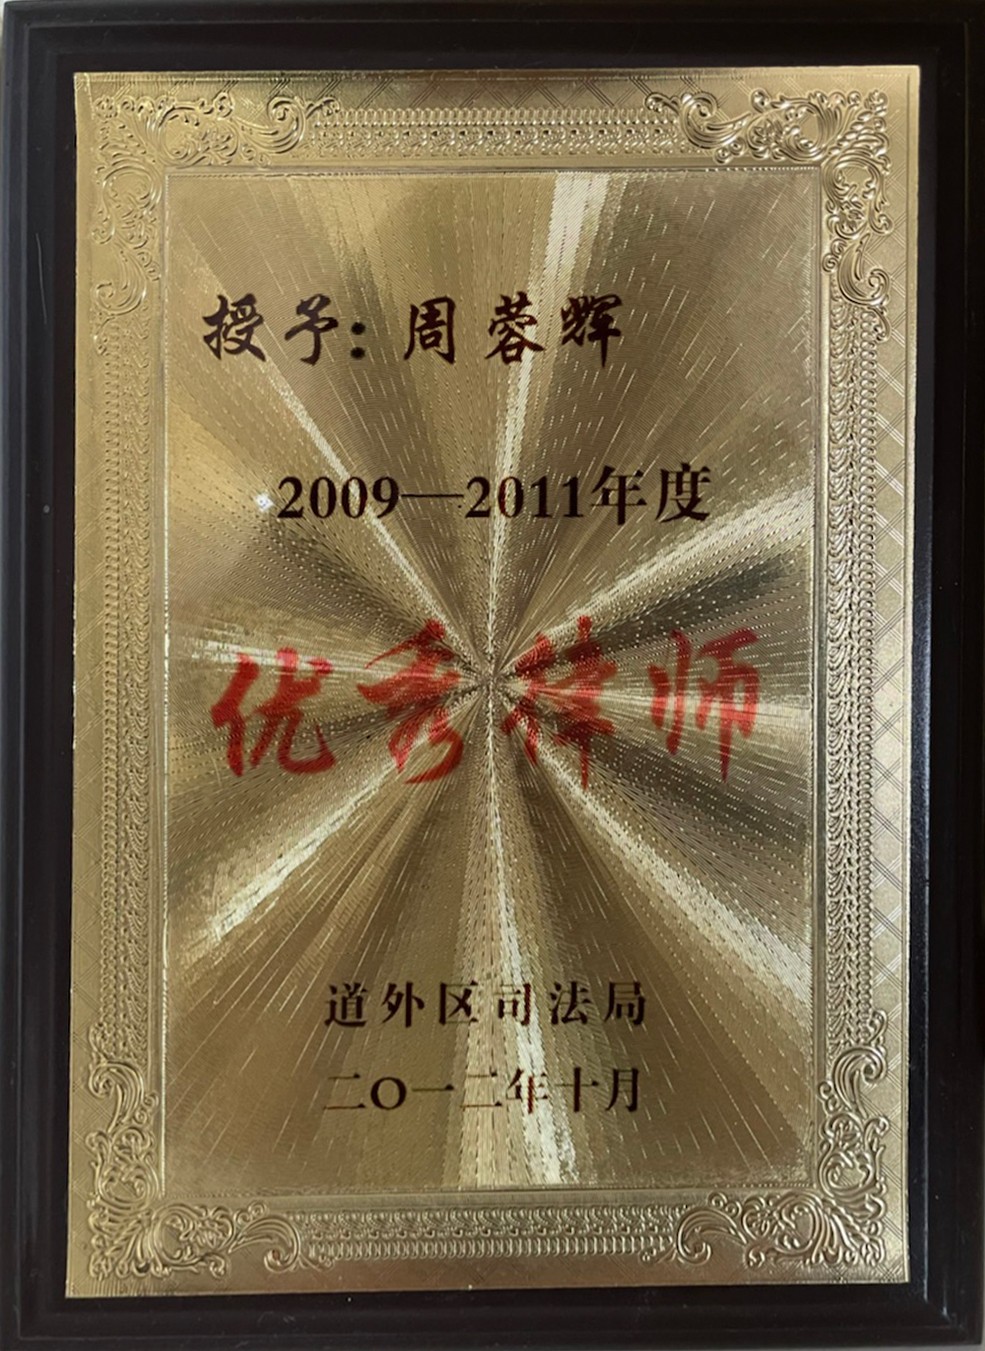 授予：周蓉辉
2009—2011年度
优秀律师
道外区司法局
二〇一二年十月